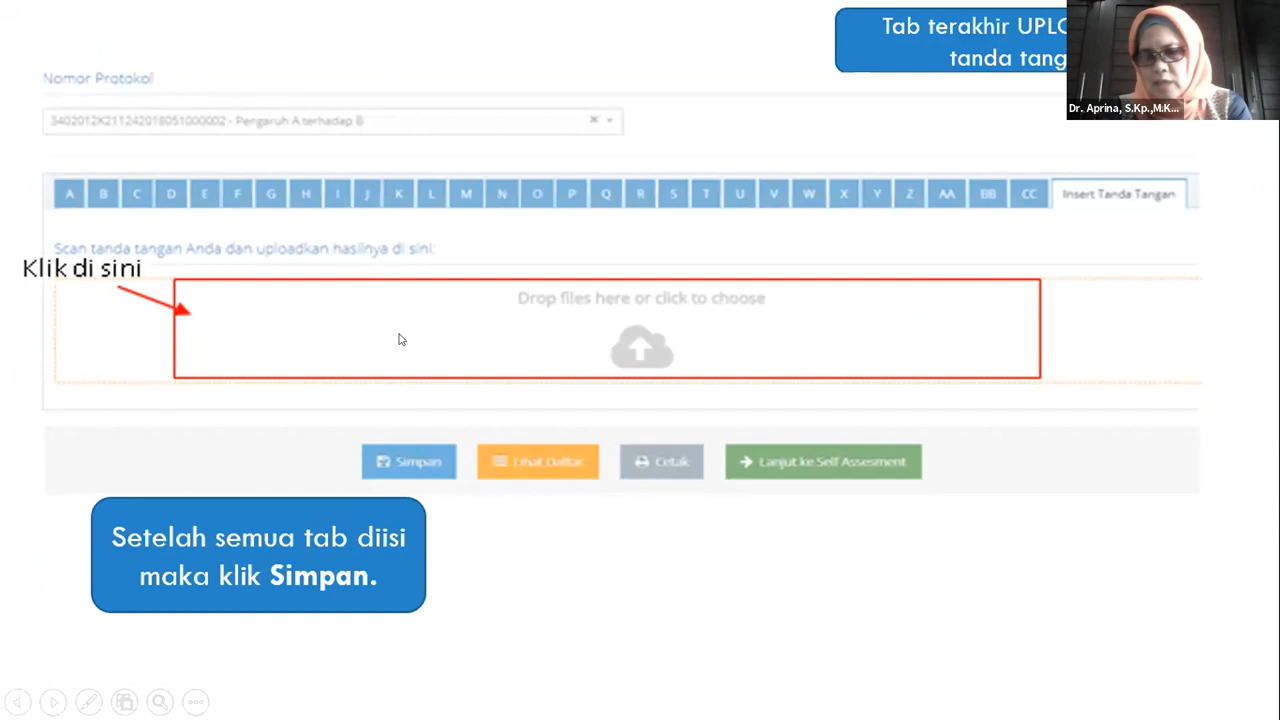 Tab terakhir UPLO
tanda tang
Dr. Aprina, S.Kp.,M.K...
Nomor Protokol
3402012K211242018051000002 - Pengaruh A terhadap B
A B C D E F G H I J K L M N O P Q R S T U V W X Y Z AA BB CC Insert Tanda Tangan
Scan tanda tangan Anda dan uploadkan hasilnya di sini:
Klik di sini
Drop files here or click to choose
Simpan Lihat Daftar Cetak Lanjut ke Self Assesment
Setelah semua tab diisi
maka klik Simpan.